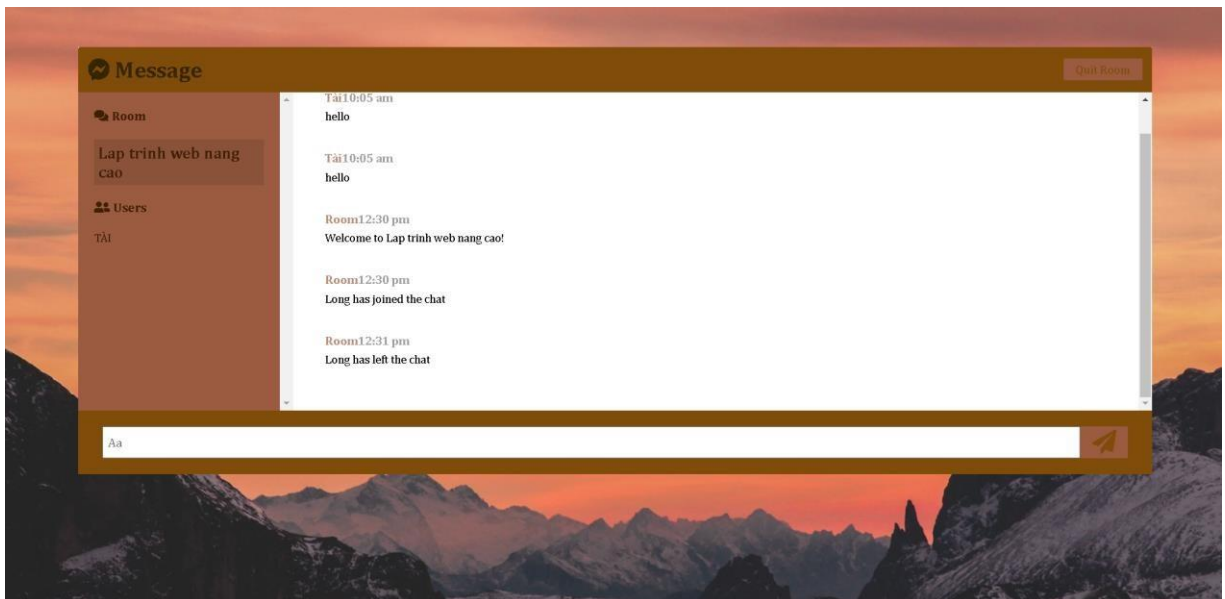 Message
Quit Room
Room
Lap trinh web nang
cao
Users
TÀI
Tài10:05 am
hello
Tài10:05 am
hello
Room12:30 pm
Welcome to Lap trinh web nang cao!
Room12:30 pm
Long has joined the chat
Room12:31 pm
Long has left the chat
Aa